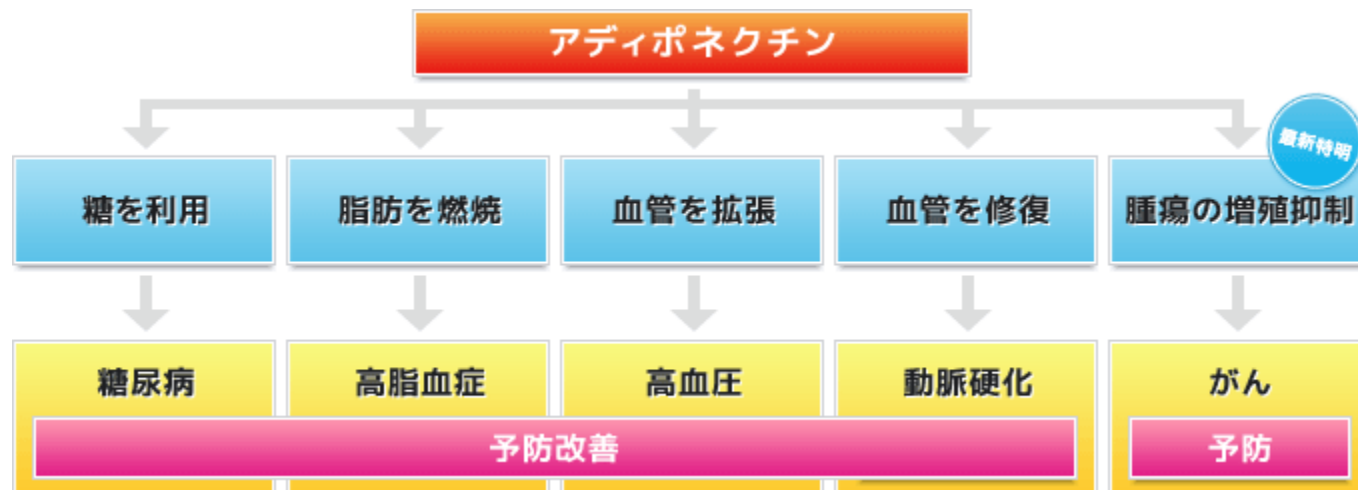 アディポネクチン
最新特明
糖を利用
脂肪を燃焼
血管を拡張
血管を修復
腫瘍の増殖抑制
糖尿病
高脂血症
高血圧
動脈硬化
がん
予防改善
予防